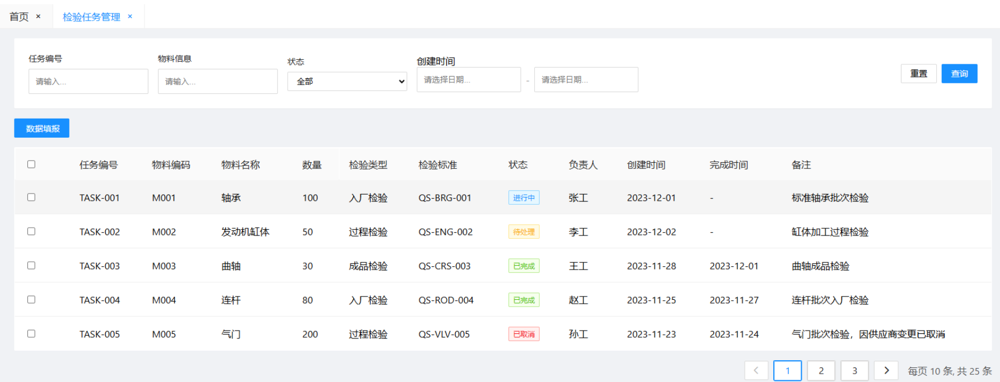 首页 × 检验任务管理 ×
任务编号 物料信息 状态 创建时间
请输入... 请输入... 全部 请选择日期... - 请选择日期... 重置 查询
数据填报
任务编号 物料编码 物料名称 数量 检验类型 检验标准 状态 负责人 创建时间 完成时间 备注
TASK-001 M001 轴承 100 入厂检验 QS-BRG-001 进行中 张工 2023-12-01 - 标准轴承批次检验
TASK-002 M002 发动机缸体 50 过程检验 QS-ENG-002 待处理 李工 2023-12-02 - 缸体加工过程检验
TASK-003 M003 曲轴 30 成品检验 QS-CRS-003 已完成 王工 2023-11-28 2023-12-01 曲轴成品检验
TASK-004 M004 连杆 80 入厂检验 QS-ROD-004 已完成 赵工 2023-11-25 2023-11-27 连杆批次入厂检验
TASK-005 M005 气门 200 过程检验 QS-VLV-005 已取消 孙工 2023-11-23 2023-11-24 气门批次检验，因供应商变更已取消
1 2 3 每页 10 条, 共 25 条